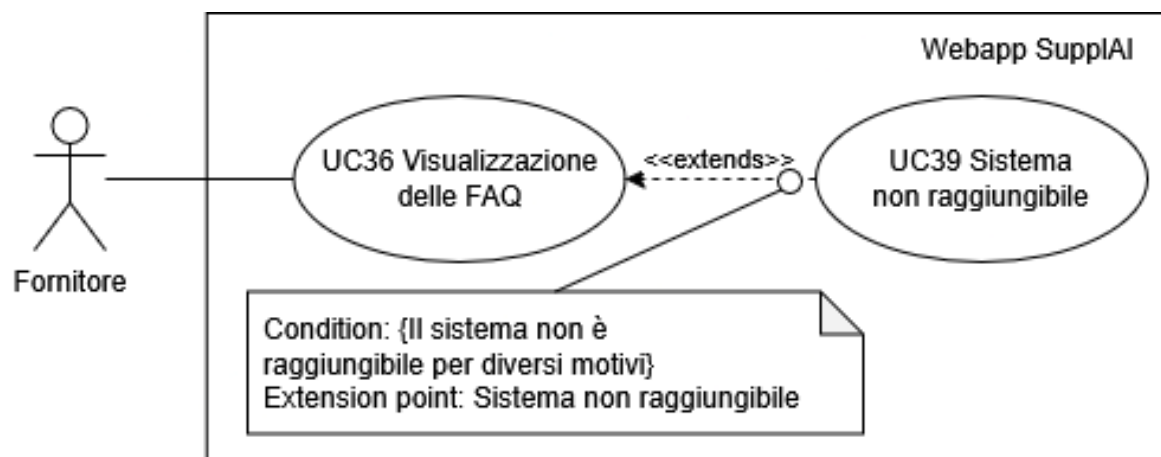 Webapp SupplAI
UC36 Visualizzazione
delle FAQ
<<extends>>
UC39 Sistema
non raggiungibile
Fornitore
Condition: {Il sistema non è
raggiungibile per diversi motivi}
Extension point: Sistema non raggiungibile